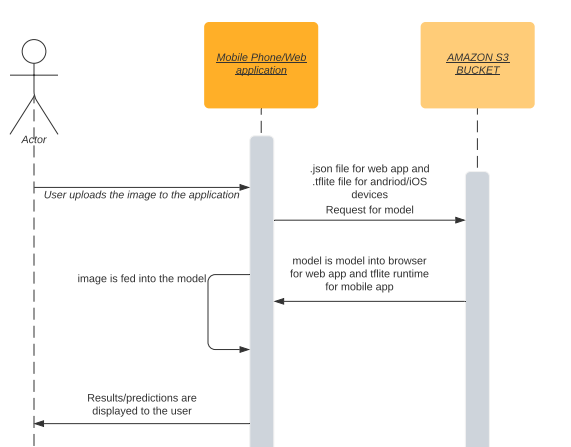 Mobile Phone/Web
application
AMAZON S3
BUCKET
Actor
.json file for web app and
.tflite file for andriod/iOS
devices
User uploads the image to the application
Request for model
model is model into browser
for web app and tflite runtime
for mobile app
image is fed into the model
Results/predictions are
displayed to the user